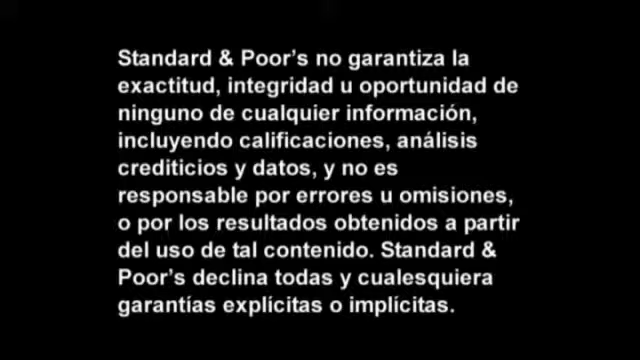 Standard & Poor's no garantiza la
exactitud, integridad u oportunidad de
ninguno de cualquier información,
incluyendo calificaciones, análisis
crediticios y datos, y no es
responsable por errores u omisiones,
o por los resultados obtenidos a partir
del uso de tal contenido. Standard &
Poor's declina todas y cualesquiera
garantías explícitas o implícitas.